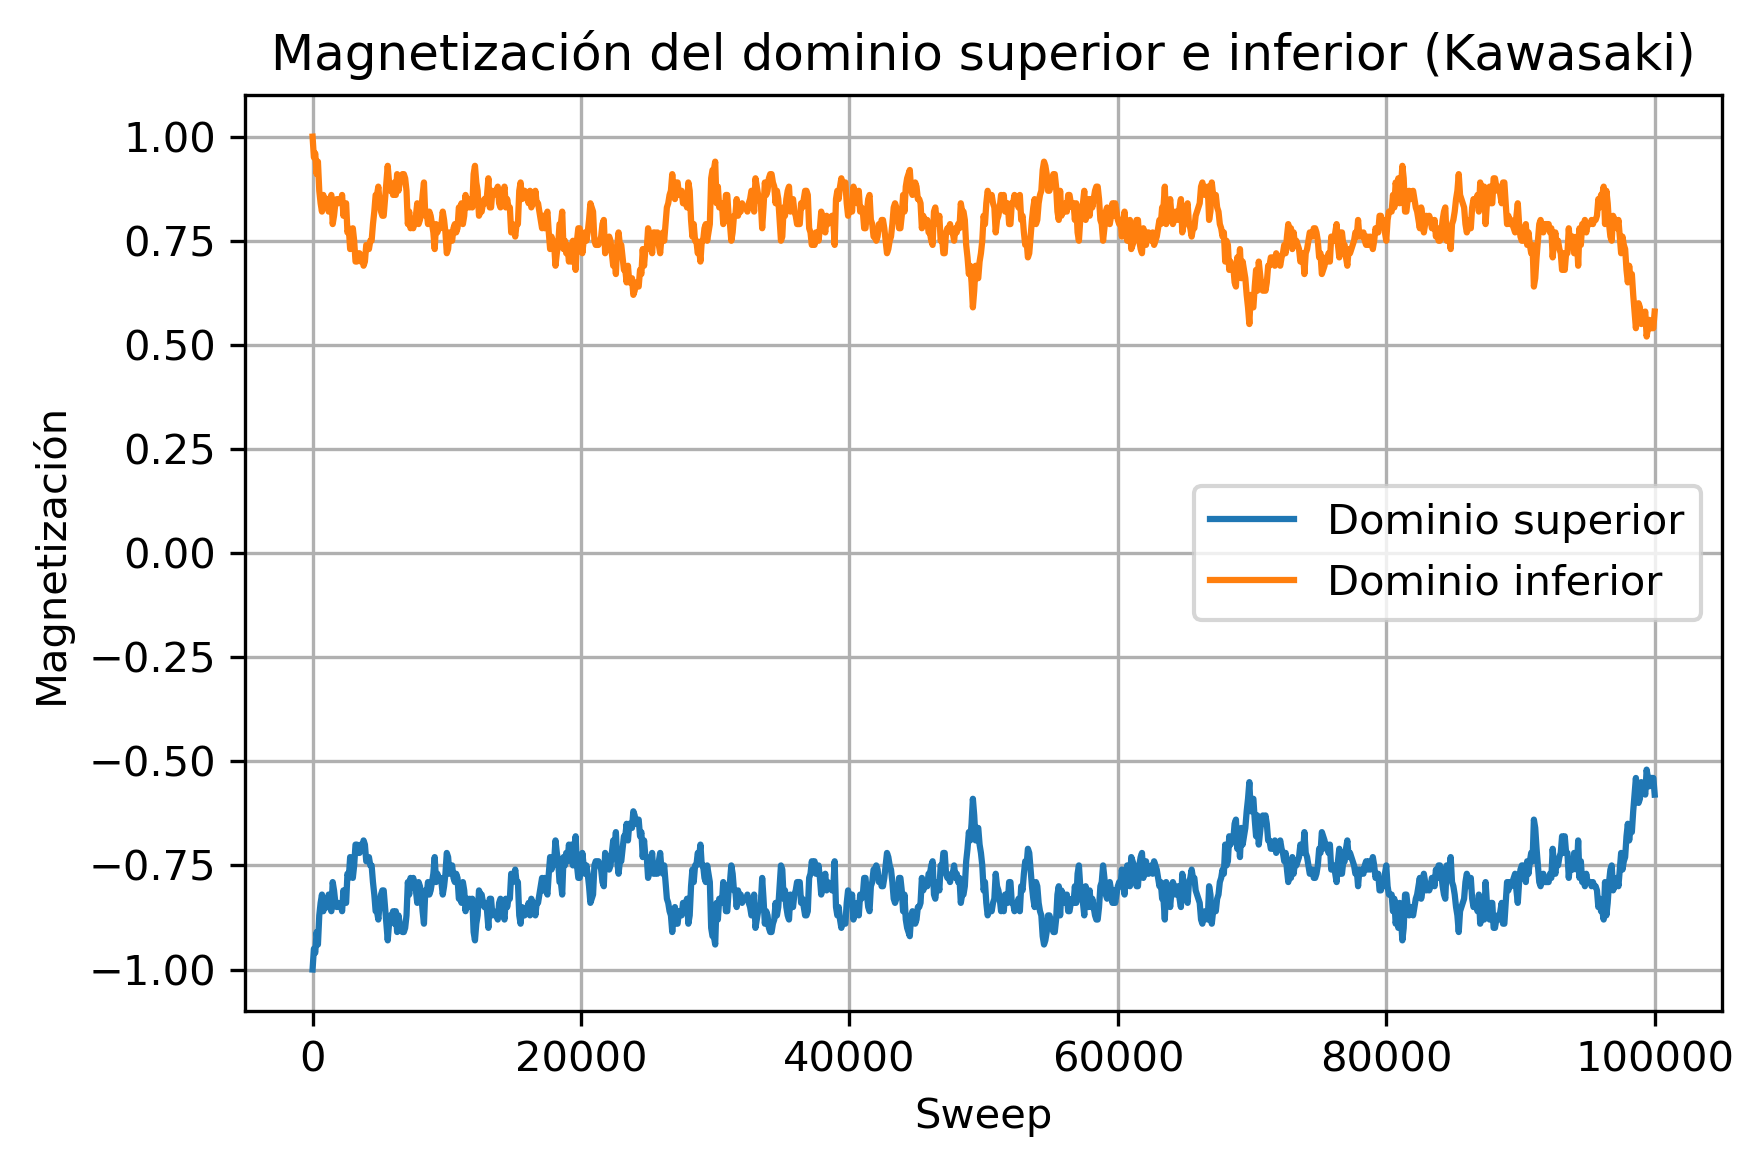 Magnetización del dominio superior e inferior (Kawasaki)
1.00
0.75
0.50
0.25
0.00
−0.25
−0.50
−0.75
−1.00
Magnetización
Dominio superior
Dominio inferior
0 20000 40000 60000 80000 100000
Sweep